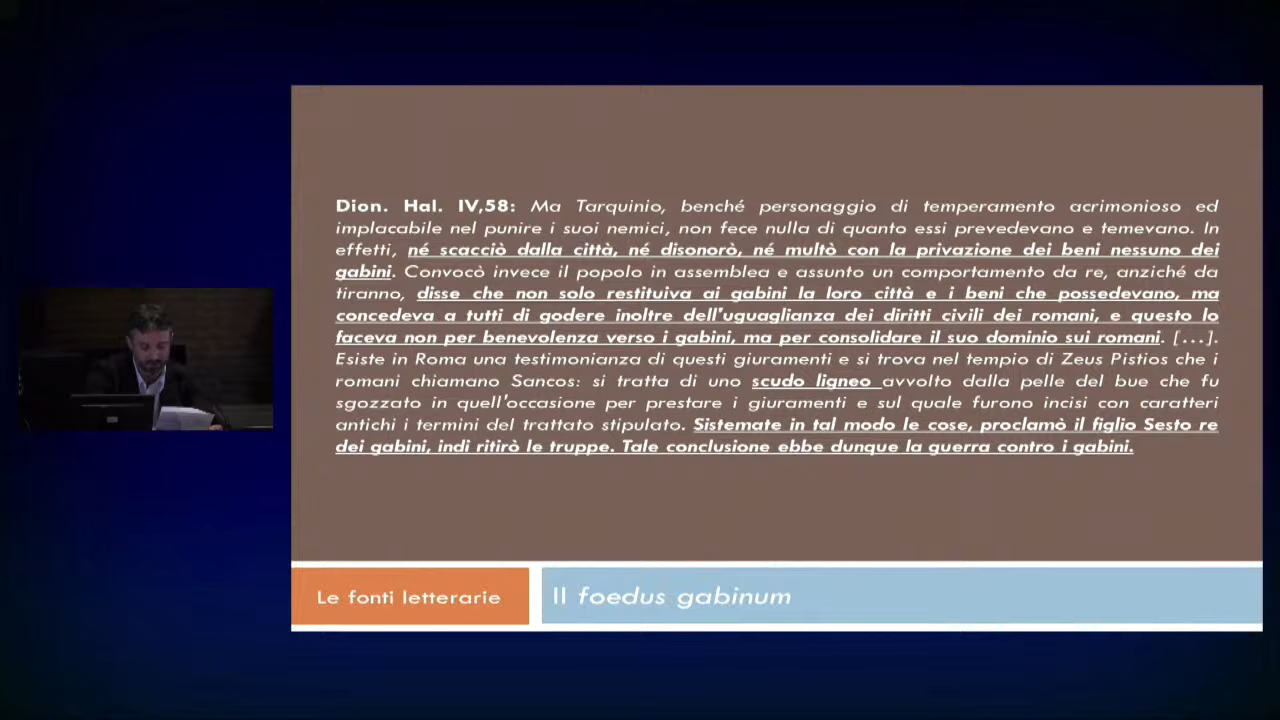 Dion. Hal. IV,58: Ma Tarquinio, benché personaggio di temperamento acrimonioso ed
implacabile nel punire i suoi nemici, non fece nulla di quanto essi prevedevano e temevano. In
effetti, né scacciò dalla città, né disonorò, né multò con la privazione dei beni nessuno dei
gabini. Convocò invece il popolo in assemblea e assunto un comportamento da re, anziché da
tiranno, disse che non solo restituiva ai gabini la loro città e i beni che possedevano, ma
concedeva a tutti di godere inoltre dell'uguaglianza dei diritti civili dei romani, e questo lo
faceva non per benevolenza verso i gabini, ma per consolidare il suo dominio sui romani. [...].
Esiste in Roma una testimonianza di questi giuramenti e si trova nel tempio di Zeus Pistios che i
romani chiamano Sancos: si tratta di uno scudo ligneo avvolto dalla pelle del bue che fu
sgozzato in quell'occasione per prestare i giuramenti e sul quale furono incisi con caratteri
antichi i termini del trattato stipulato. Sistemate in tal modo le cose, proclamò il figlio Sesto re
dei gabini, indi ritirò le truppe. Tale conclusione ebbe dunque la guerra contro i gabini.
Le fonti letterarie
Il foedus gabinum